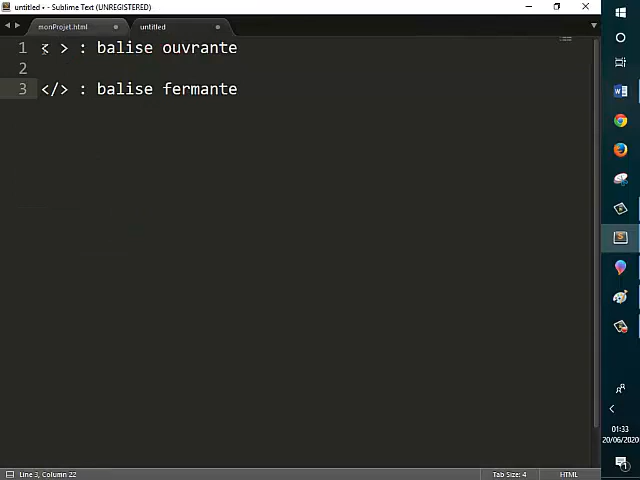 untitled • - Sublime Text (UNREGISTERED)
monProjet.html
untitled
1 < > : balise ouvrante
2
3 </> : balise fermante
01:33
20/06/2020
Line 3, Column 22
Tab Size: 4
HTML